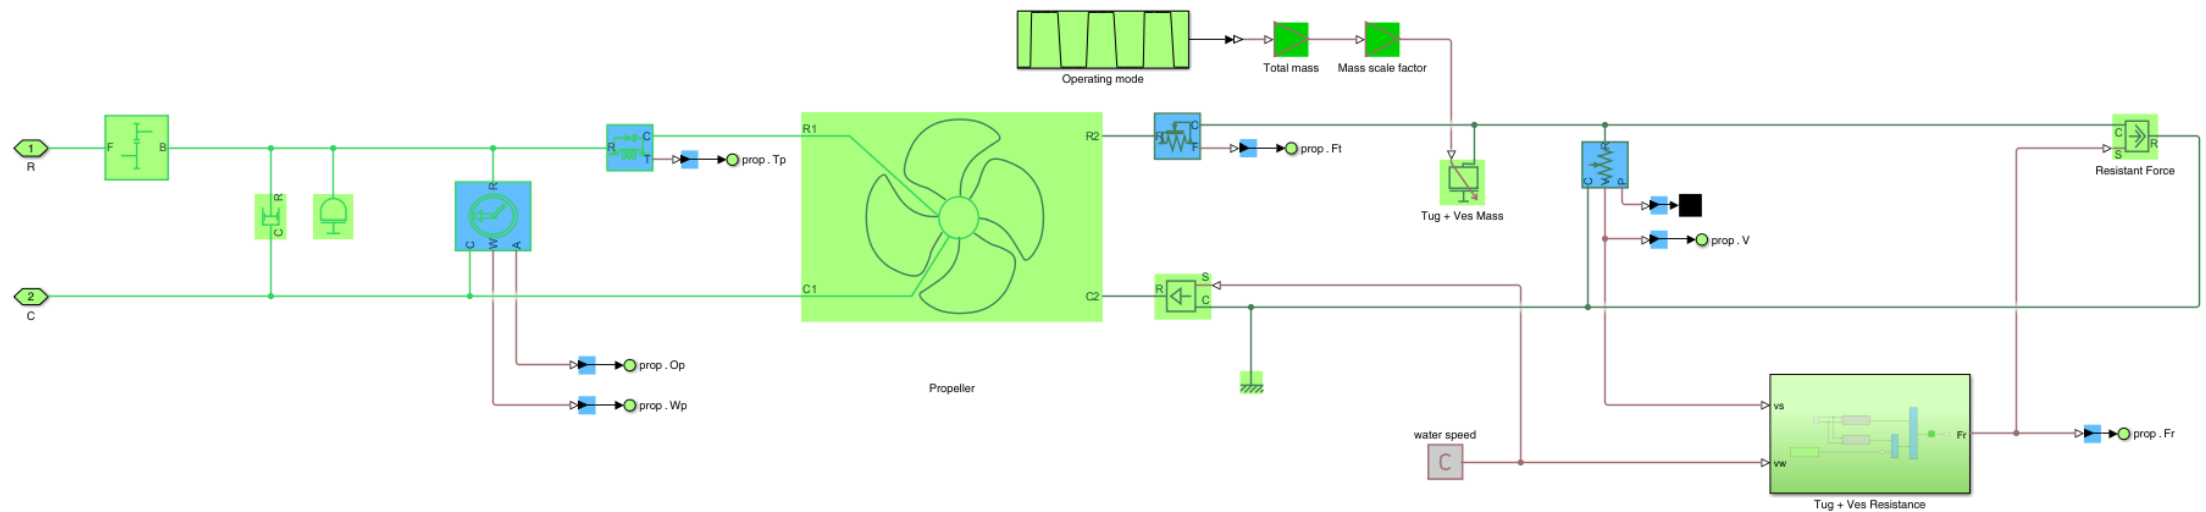 Operating mode
Total mass
Mass scale factor
1
R
F
B
R
C
R
C
W
A
R
C
T
prop . Tp
R1
C1
R2
C2
Propeller
R
C
F
prop . Ft
Tug + Ves Mass
R
C
V
P
prop . V
C
S
R
Resistant Force
2
C
R
S
C
prop . Op
prop . Wp
water speed
C
vs
vw
Fr
Tug + Ves Resistance
prop . Fr